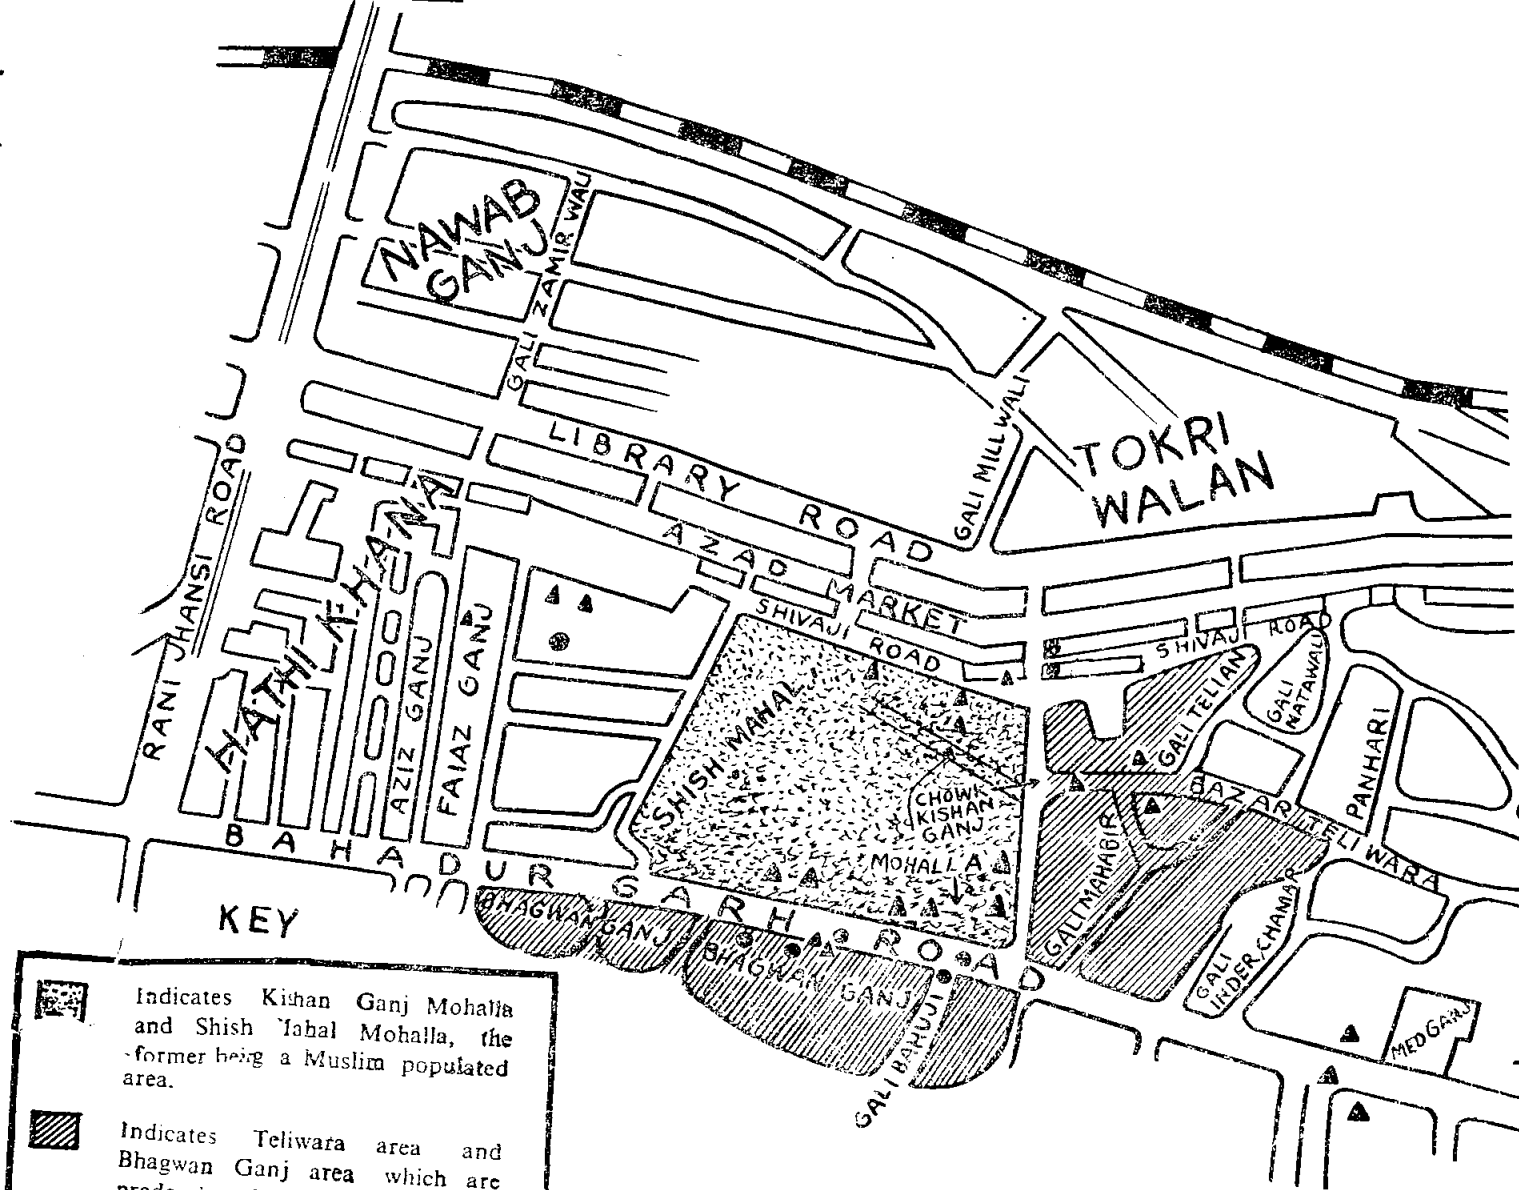 NAWAB
GANJ
GALI ZAMIR WALI
TOKRI
WALAN
GALI MILL WALI
LIBRARY ROAD
AZAD MARKET
SHIVAJI ROAD
SHIVAJI ROAD
RANI JHANSI ROAD
HATHI KHANA
AZIZ GANJ
FAIAZ GANJ
SHISH MAHAL
CHOWK
KISHAN
GANJ
MOHALLA
GALI TELIAN
GALI
NATAWALI
PANHARI
BAZAR TELIWARA
GALI MAHABIR
GALI
INDER CHAMAR
BAHADUR GARH ROAD
BHAGWAN GANJ
BHAGWAN GANJ
GALI BAHUJI
MEDGANJ
KEY
Indicates Kishan Ganj Mohalla
and Shish Mahal Mohalla, the
former being a Muslim populated
area.
Indicates Teliwara area and
Bhagwan Ganj area which are